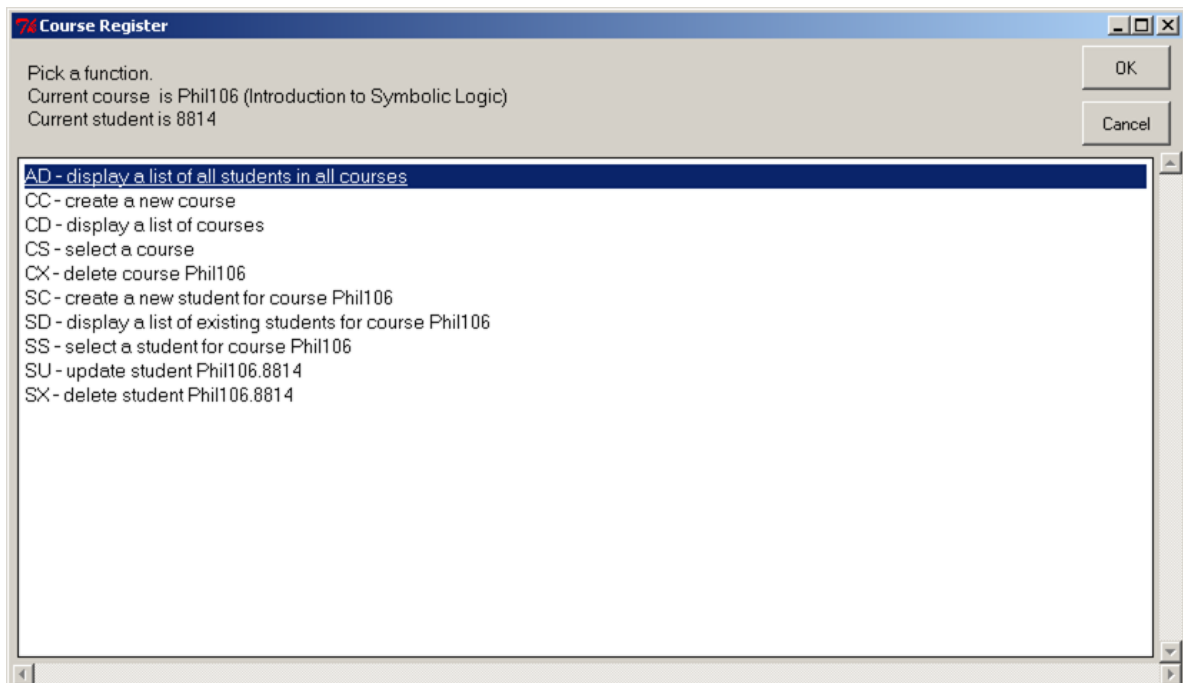 Course Register
Pick a function.
OK
Current course  is Phil106 (Introduction to Symbolic Logic)
Current student is 8814
Cancel
AD - display a list of all students in all courses
CC - create a new course
CD - display a list of courses
CS - select a course
CX - delete course Phil106
SC - create a new student for course Phil106
SD - display a list of existing students for course Phil106
SS - select a student for course Phil106
SU - update student Phil106.8814
SX - delete student Phil106.8814